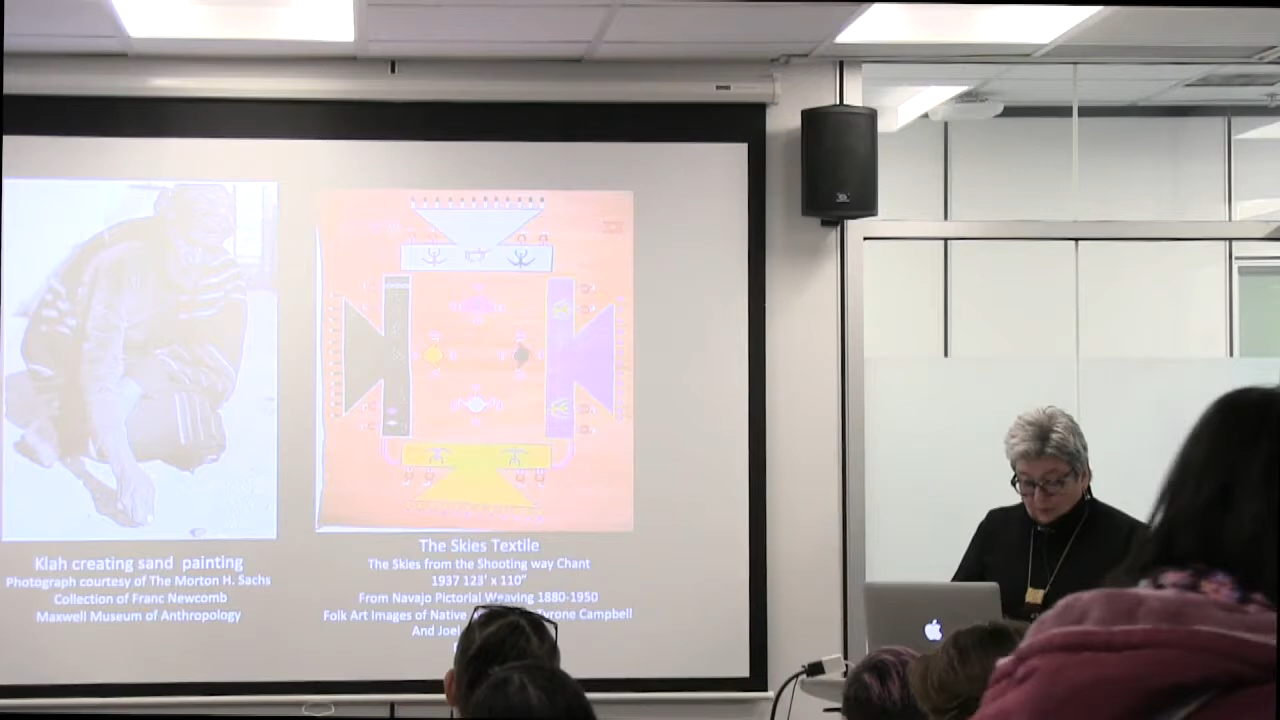 Klah creating sand painting
Photograph courtesy of The Morton H. Sachs
Collection of Franc Newcomb
Maxwell Museum of Anthropology
The Skies Textile
The Skies from the Shooting way Chant
1937 123' x 110"
From Navajo Pictorial Weaving 1880-1950
Folk Art Images of Native Tyrone Campbell
And Joel